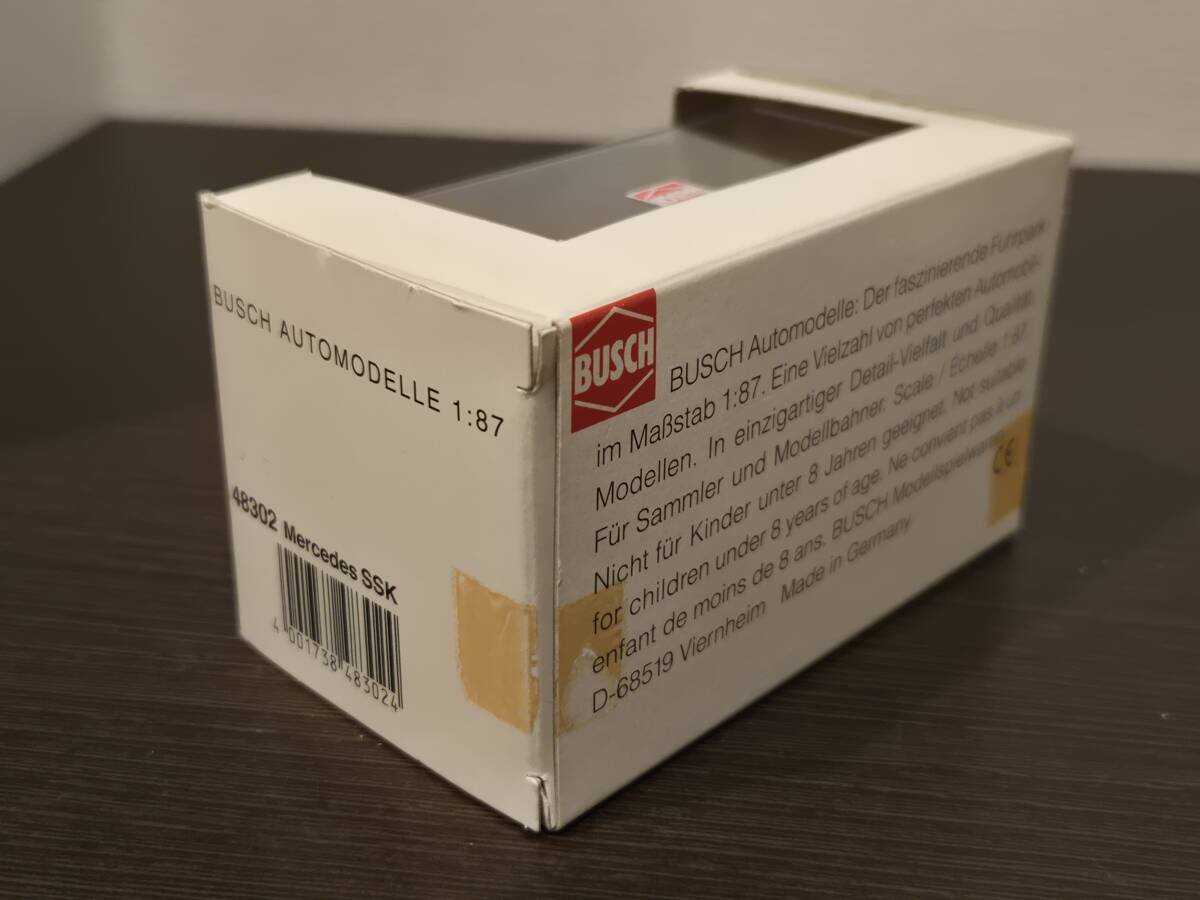 BUSCH AUTOMODELLE 1:87
48302 Mercedes SSK
4 001738 483024
BUSCH
BUSCH Automodelle: Der faszinierende Fuhrpark
im Maßstab 1:87. Eine Vielzahl von perfekten Automobil-
Modellen. In einzigartiger Detail-Vielfalt und Qualität.
Für Sammler und Modellbahner. Scale / Échelle 1:87.
Nicht für Kinder unter 8 Jahren geeignet. Not suitable
for children under 8 years of age. Ne convient pas à un
enfant de moins de 8 ans. BUSCH Modellspielwaren
D-68519 Viernheim Made in Germany
CE